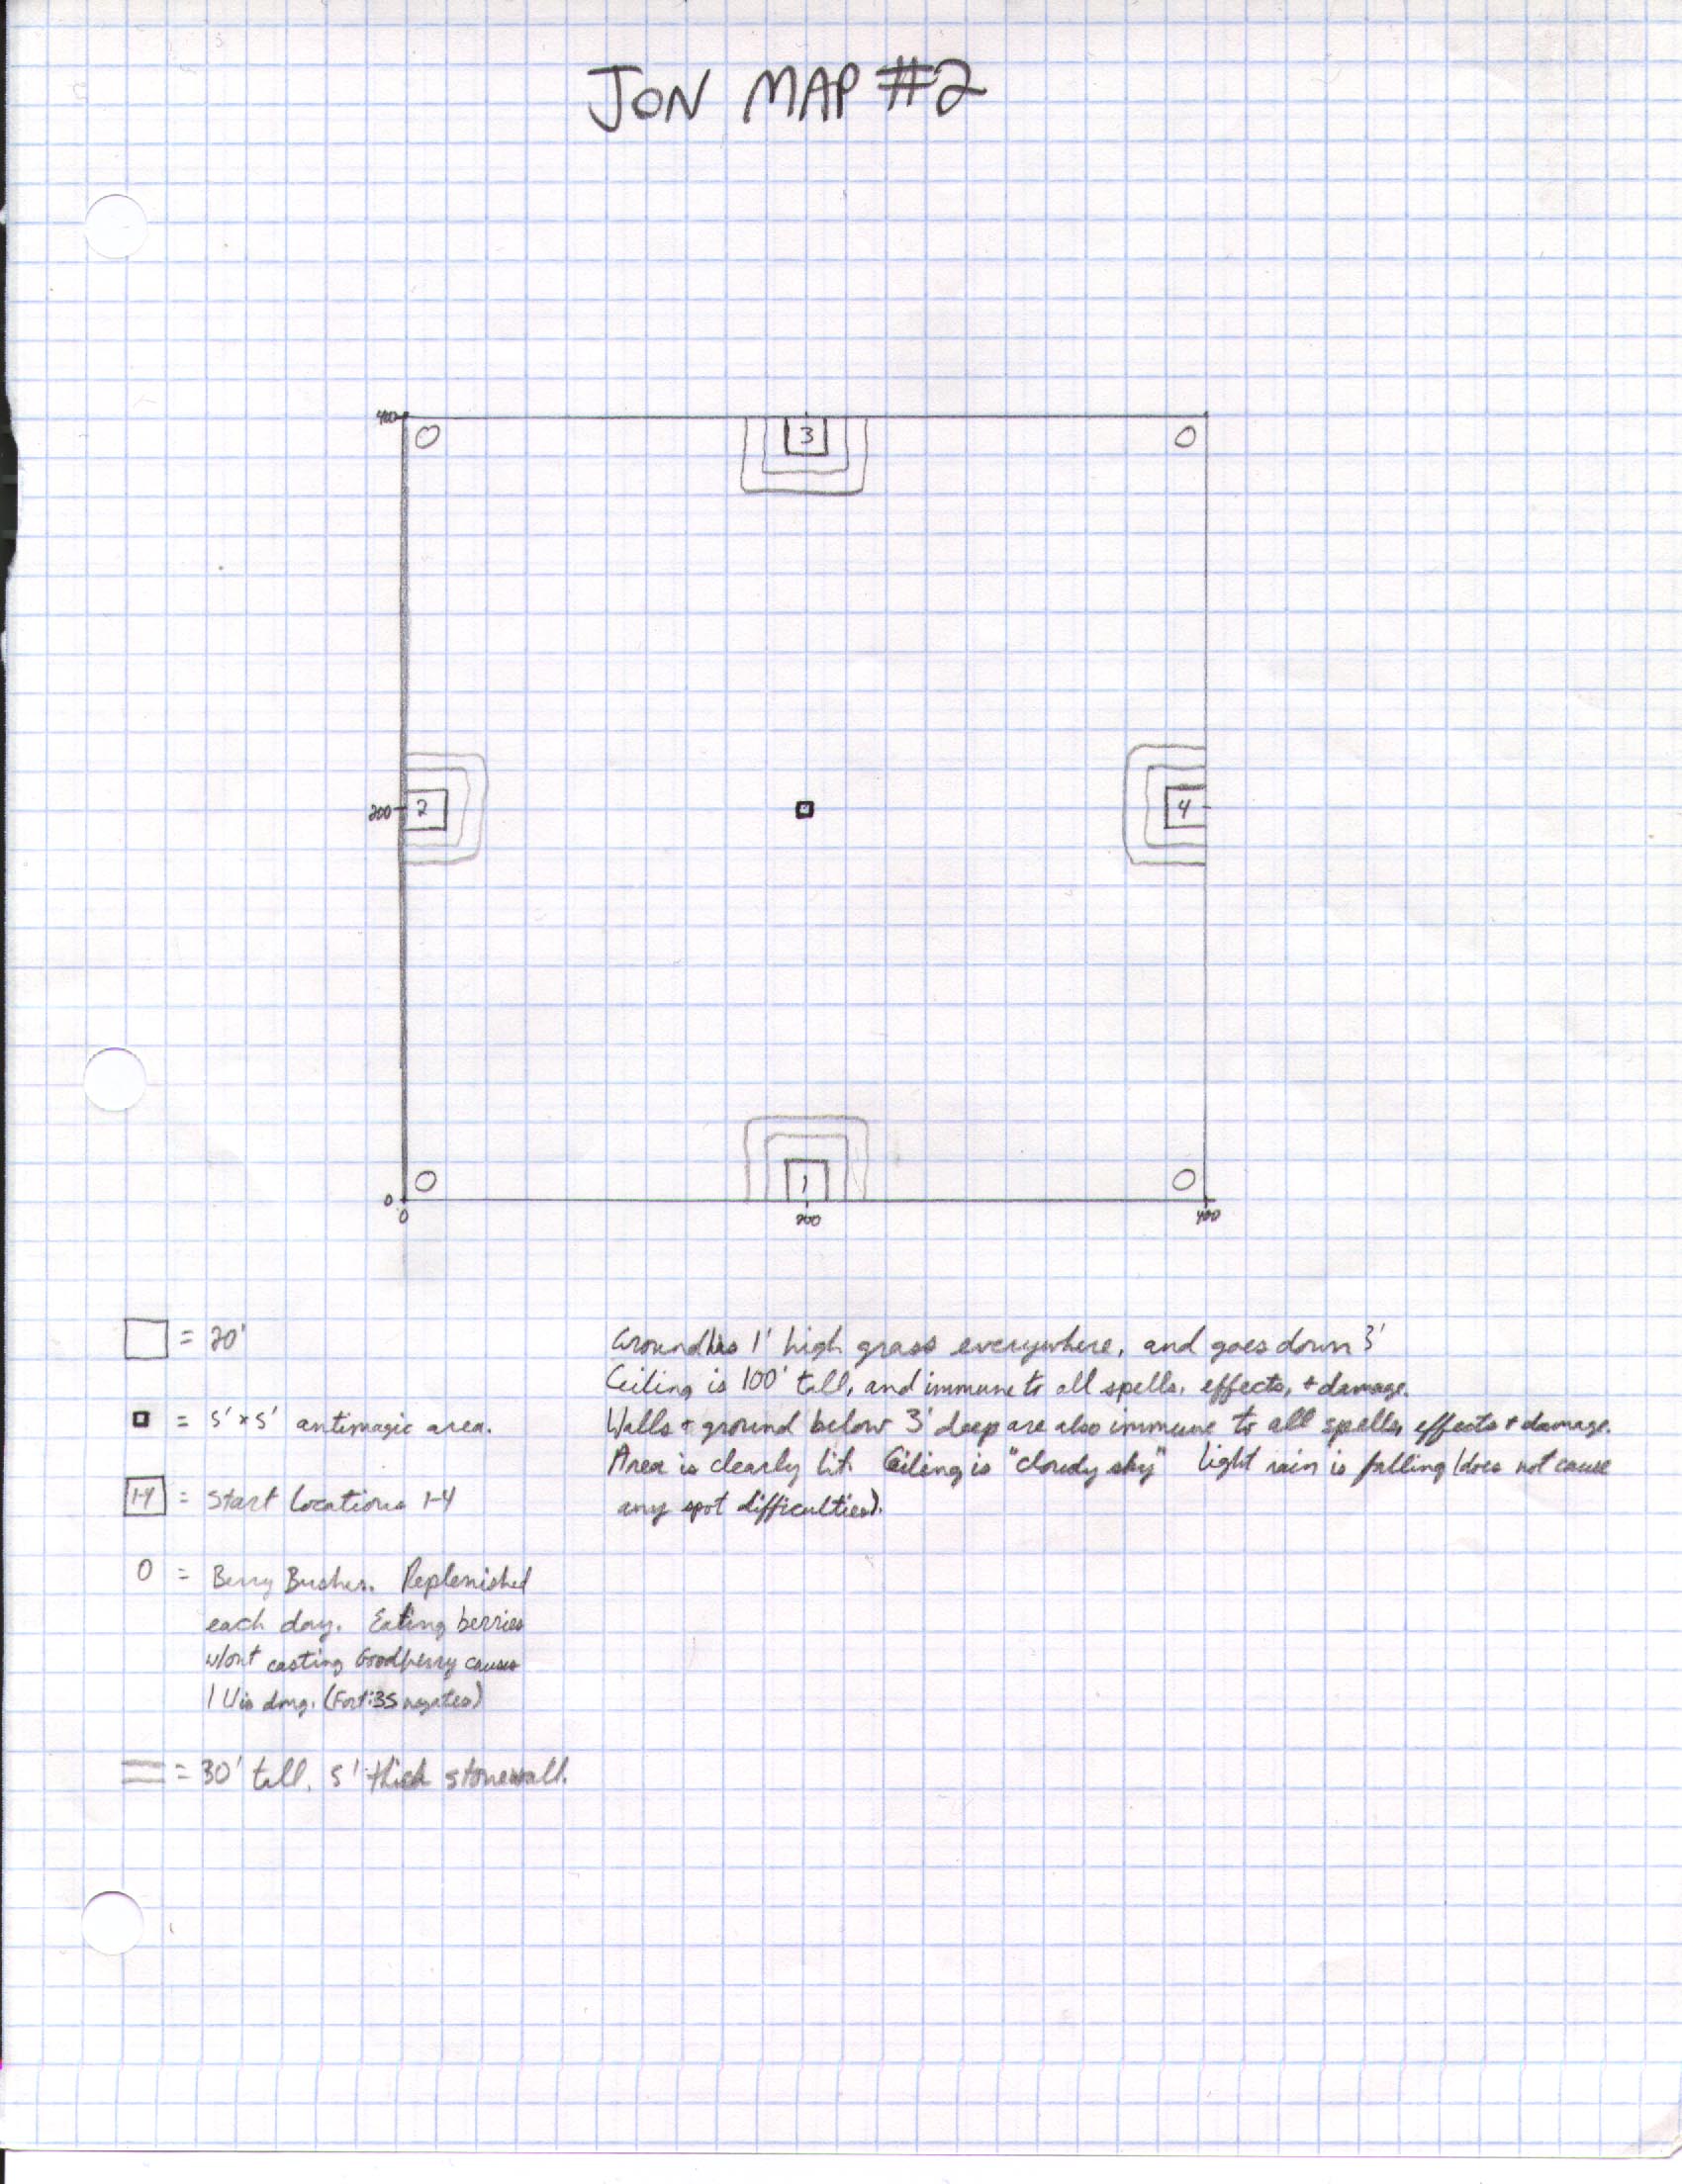 JON MAP #2
400
3
200
2
4
1
0
0
200
400
= 20'
= 5'x5' antimagic area.
1-4 = Start Locations 1-4
O = Berry Bushes. Replenished
each day. Eating berries
w/out casting Goodberry causes
1 Vis dmg. (Fort:35 negates)
= 30' tall, 5' thick stonewall.
Ground has 1' high grass everywhere, and goes down 3'
Ceiling is 100' tall, and immune to all spells, effects, + damage.
Walls + ground below 3' deep are also immune to all spells, effects + damage.
Area is clearly lit. Ceiling is "cloudy sky" Light rain is falling (does not cause
any spot difficulties).